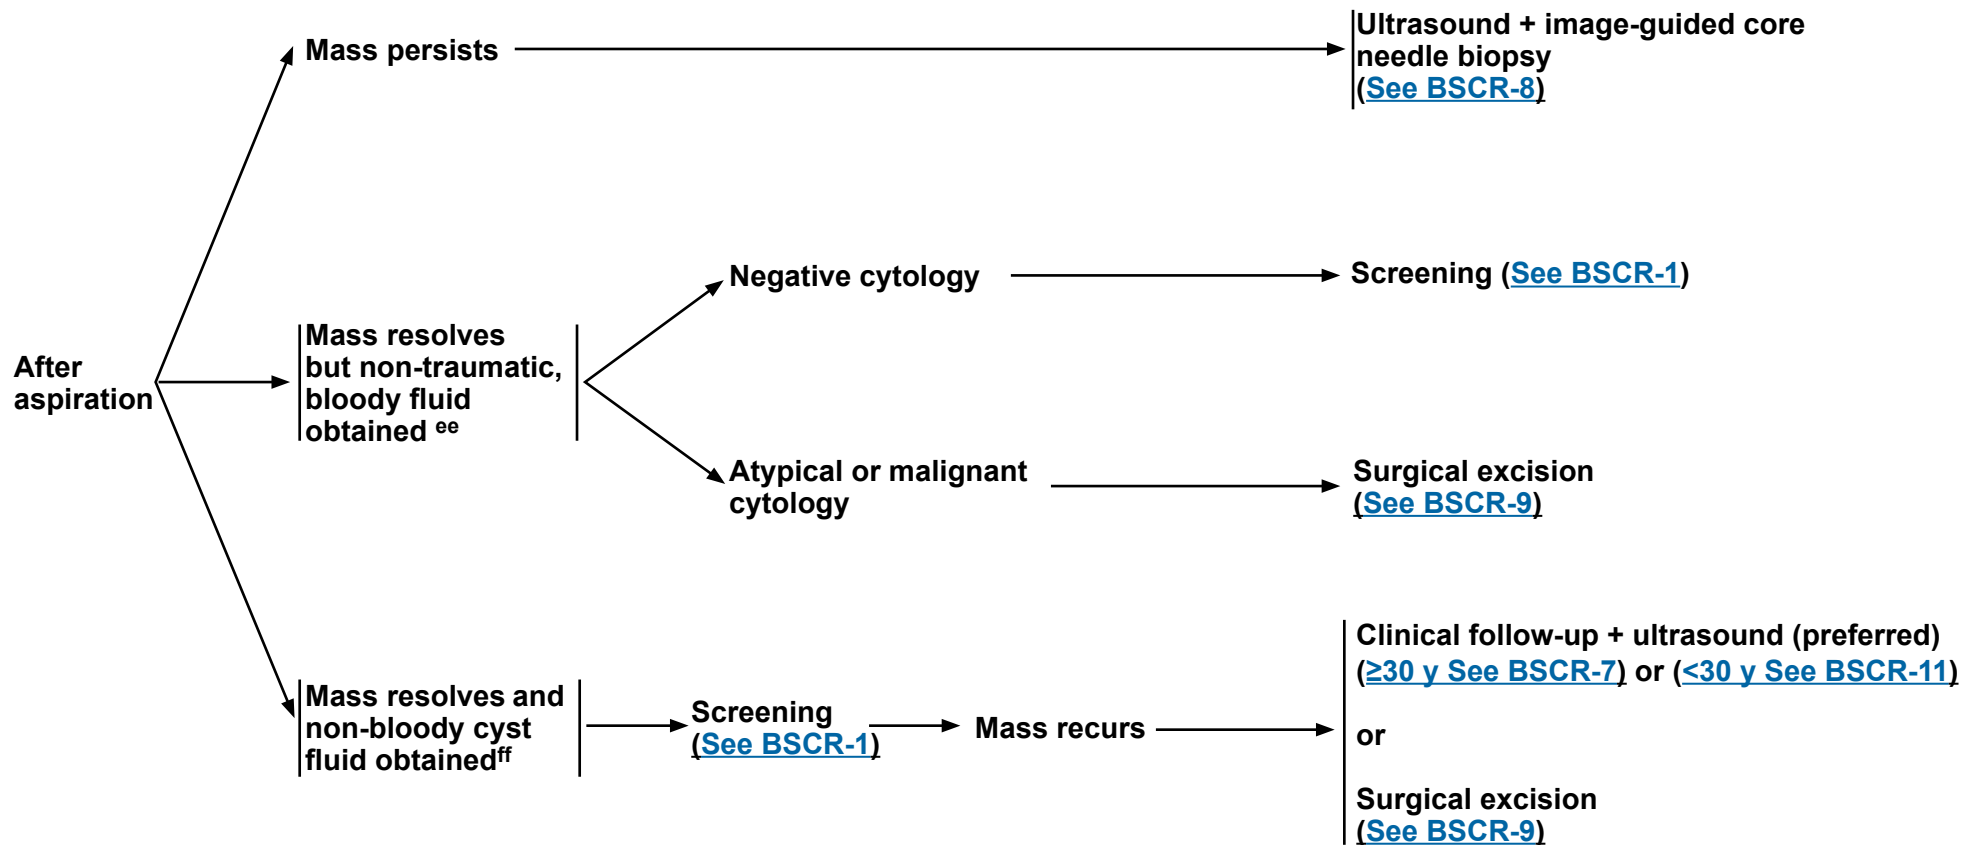 Mass persists
Ultrasound + image-guided core
needle biopsy
(See BSCR-8)
After
aspiration
Mass resolves
but non-traumatic,
bloody fluid
obtained ee
Negative cytology
Screening (See BSCR-1)
Atypical or malignant
cytology
Surgical excision
(See BSCR-9)
Mass resolves and
non-bloody cyst
fluid obtainedff
Screening
(See BSCR-1)
Mass recurs
Clinical follow-up + ultrasound (preferred)
(≥30 y See BSCR-7) or (<30 y See BSCR-11)
or
Surgical excision
(See BSCR-9)